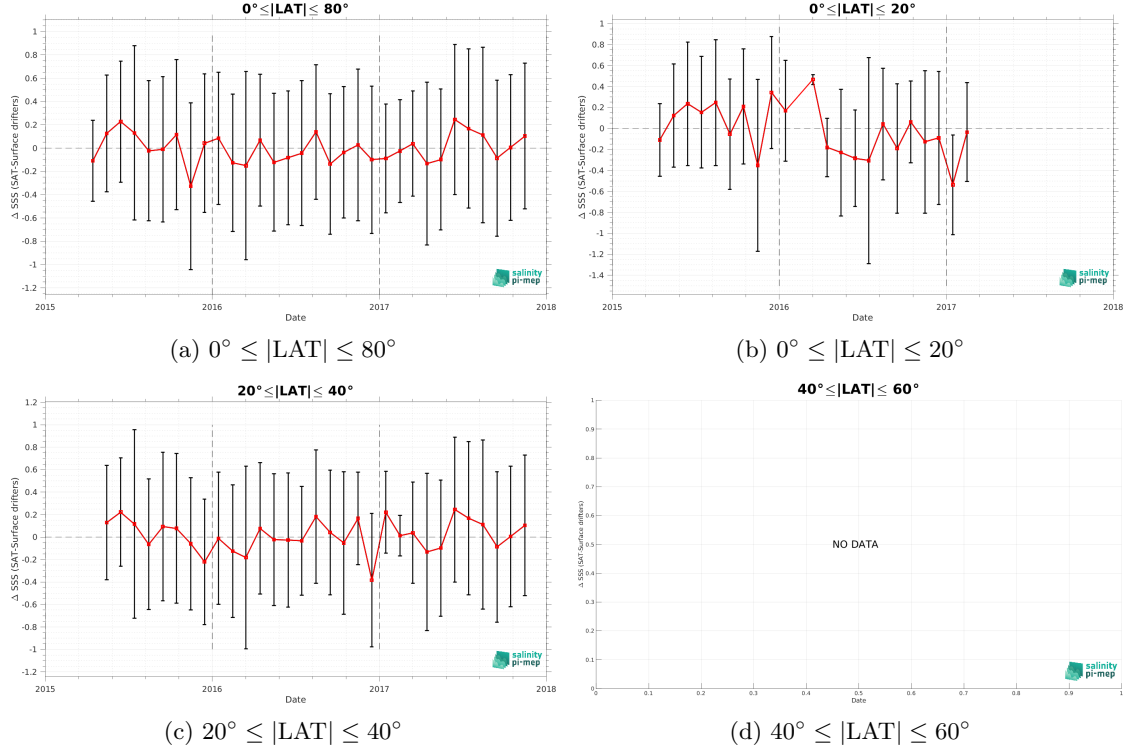 0°≤|LAT|≤ 80°
1
0.8
0.6
0.4
0.2
0
-0.2
-0.4
-0.6
-0.8
-1
-1.2
Δ SSS (SAT-Surface drifters)
2015
2016
2017
2018
Date
salinity
pi-mep
(a) 0° ≤ |LAT| ≤ 80°
0°≤|LAT|≤ 20°
1
0.8
0.6
0.4
0.2
0
-0.2
-0.4
-0.6
-0.8
-1
-1.2
-1.4
Δ SSS (SAT-Surface drifters)
2015
2016
2017
2018
Date
salinity
pi-mep
(b) 0° ≤ |LAT| ≤ 20°
20°≤|LAT|≤ 40°
1.2
1
0.8
0.6
0.4
0.2
0
-0.2
-0.4
-0.6
-0.8
-1
-1.2
Δ SSS (SAT-Surface drifters)
2015
2016
2017
2018
Date
salinity
pi-mep
(c) 20° ≤ |LAT| ≤ 40°
40°≤|LAT|≤ 60°
1
0.9
0.8
0.7
0.6
0.5
0.4
0.3
0.2
0.1
0
Δ SSS (SAT-Surface drifters)
NO DATA
0
0.1
0.2
0.3
0.4
0.5
0.6
0.7
0.8
0.9
1
Date
salinity
pi-mep
(d) 40° ≤ |LAT| ≤ 60°